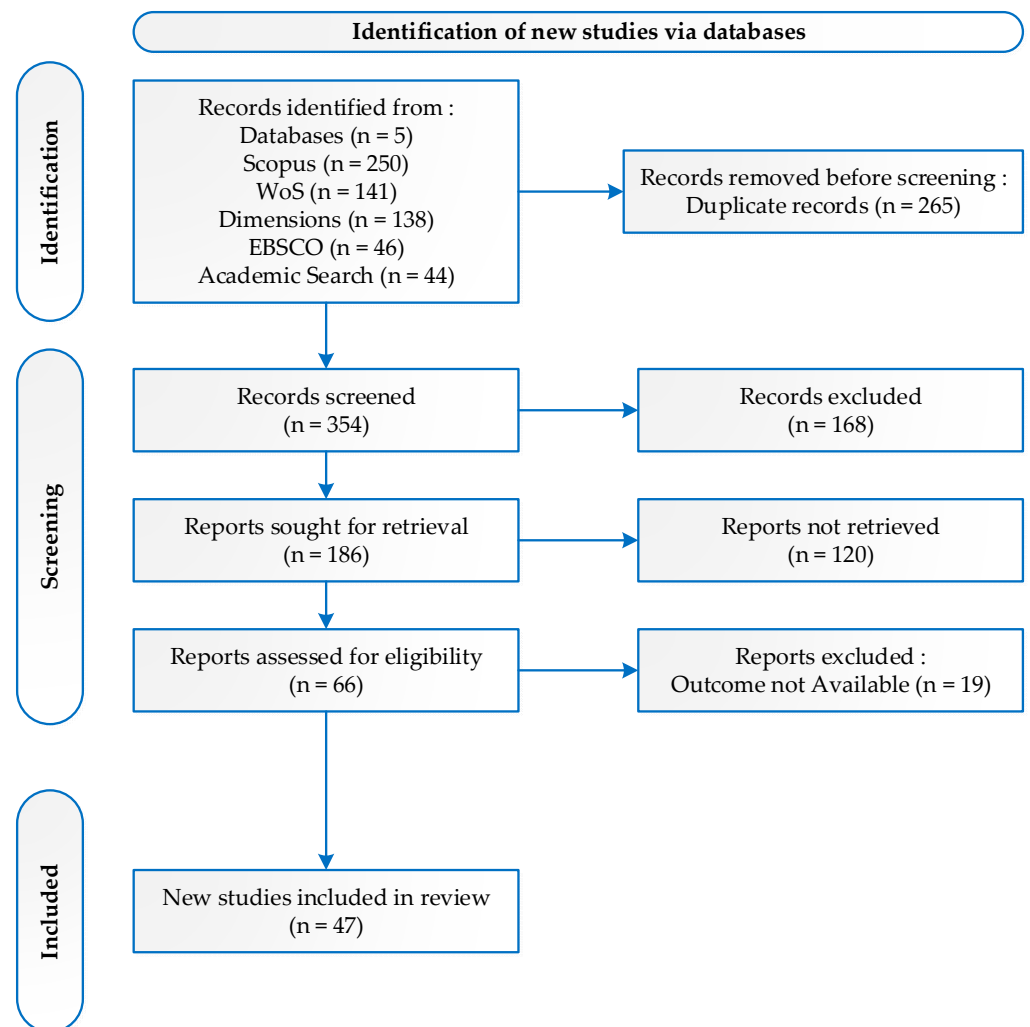 Identification of new studies via databases
Identification
Records identified from :
Databases (n = 5)
Scopus (n = 250)
WoS (n = 141)
Dimensions (n = 138)
EBSCO (n = 46)
Academic Search (n = 44)
Records removed before screening :
Duplicate records (n = 265)
Screening
Records screened
(n = 354)
Records excluded
(n = 168)
Reports sought for retrieval
(n = 186)
Reports not retrieved
(n = 120)
Reports assessed for eligibility
(n = 66)
Reports excluded :
Outcome not Available (n = 19)
Included
New studies included in review
(n = 47)